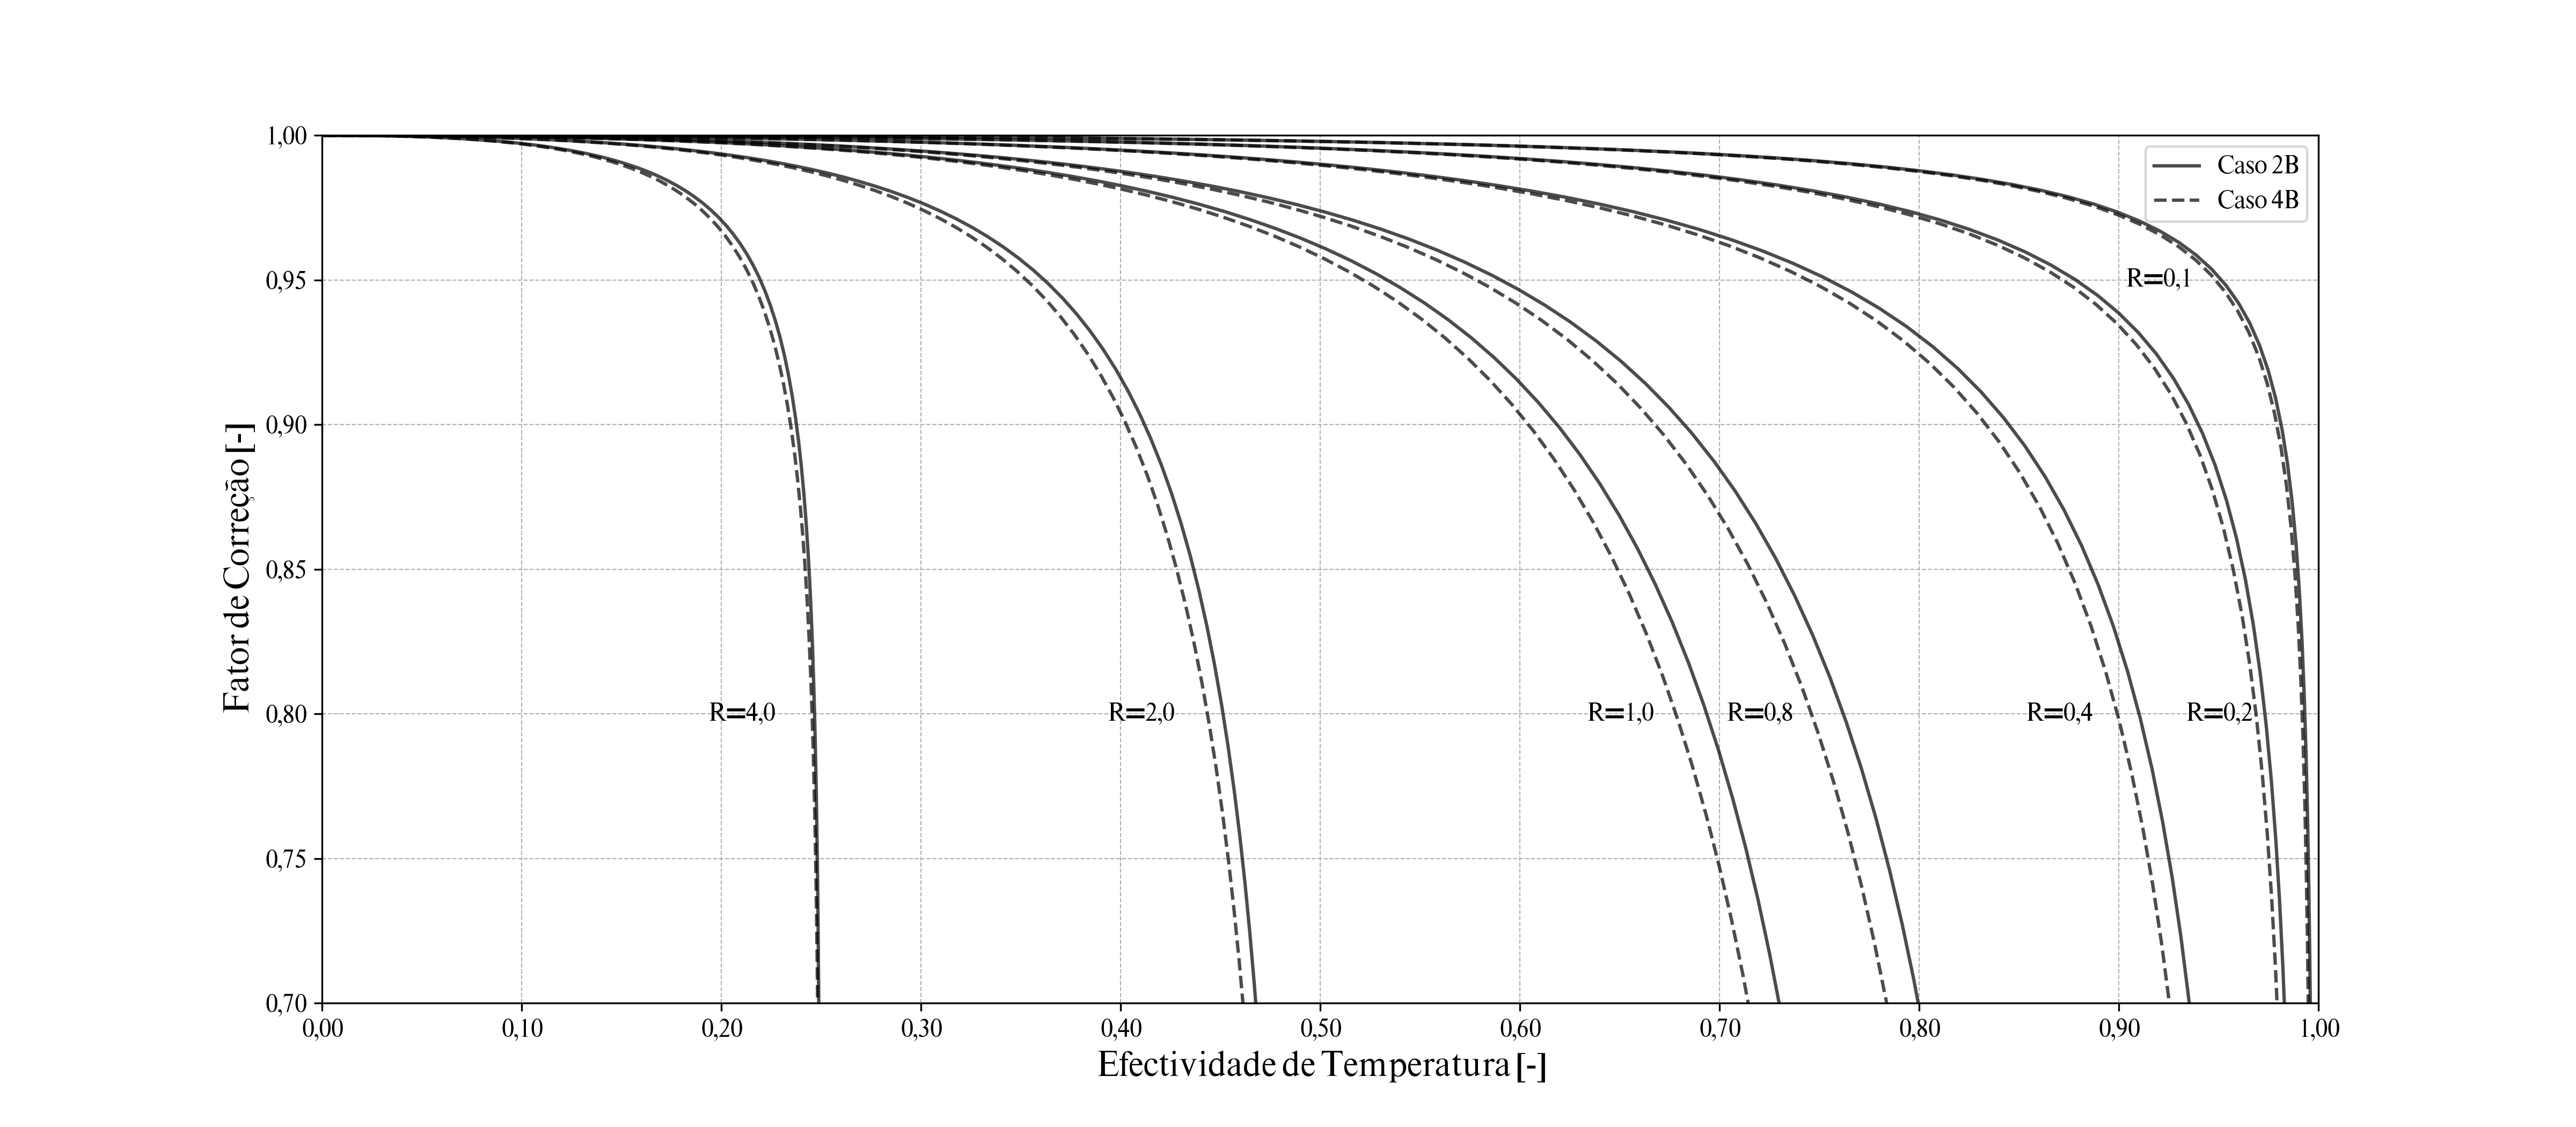 1,00
0,95
0,90
0,85
0,80
0,75
0,70
Fator de Correção [-]
Caso 2B
Caso 4B
R=0,1
R=4,0
R=2,0
R=1,0
R=0,8
R=0,4
R=0,2
0,00
0,10
0,20
0,30
0,40
0,50
0,60
0,70
0,80
0,90
1,00
Efectividade de Temperatura [-]